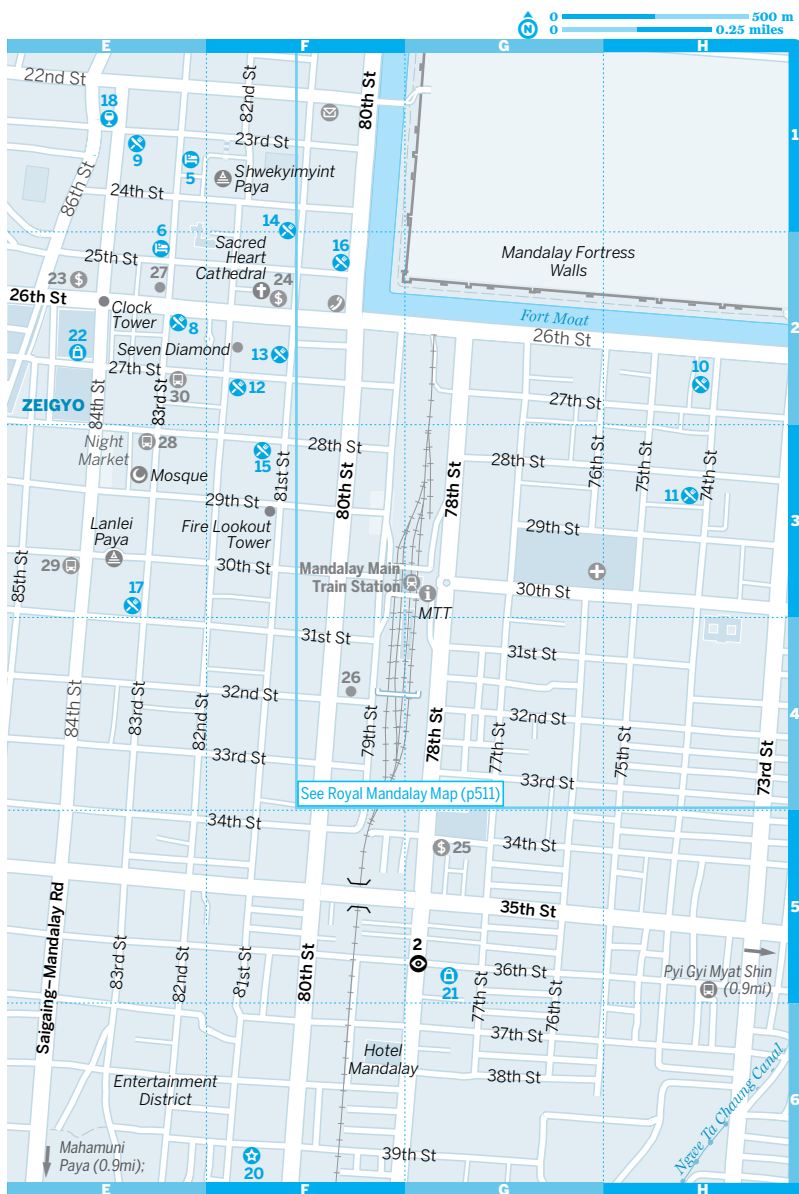 0 500 m
N 0 0.25 miles
E F G H
22nd St
82nd St
80th St
18
1
23rd St
9
5
Shwekyimyint
Paya
86th St
24th St
14
6
Sacred
Heart
Cathedral
16
25th St
Mandalay Fortress
Walls
23
27
24
26th St
Clock
Tower
8
Fort Moat
2
22
Seven Diamond
13
26th St
27th St
10
12
30
27th St
ZEIGYO
84th St
83rd St
Night
Market
28
28th St
15
81st St
80th St
78th St
28th St
76th St
75th St
74th St
Mosque
11
29th St
3
Lanlei
Paya
Fire Lookout
Tower
29th St
85th St
29
30th St
Mandalay Main
Train Station
30th St
17
MTT
31st St
31st St
26
32nd St
4
84th St
83rd St
82nd St
79th St
78th St
32nd St
77th St
75th St
73rd St
33rd St
33rd St
See Royal Mandalay Map (p511)
34th St
25
34th St
35th St
5
Saigaing–Mandalay Rd
2
83rd St
82nd St
81st St
80th St
36th St
Pyi Gyi Myat Shin
(0.9mi)
21
77th St
76th St
37th St
Hotel
Mandalay
38th St
Entertainment
District
6
Ngwe Ta Chaung Canal
Mahamuni
Paya (0.9mi);
20
39th St
E F G H